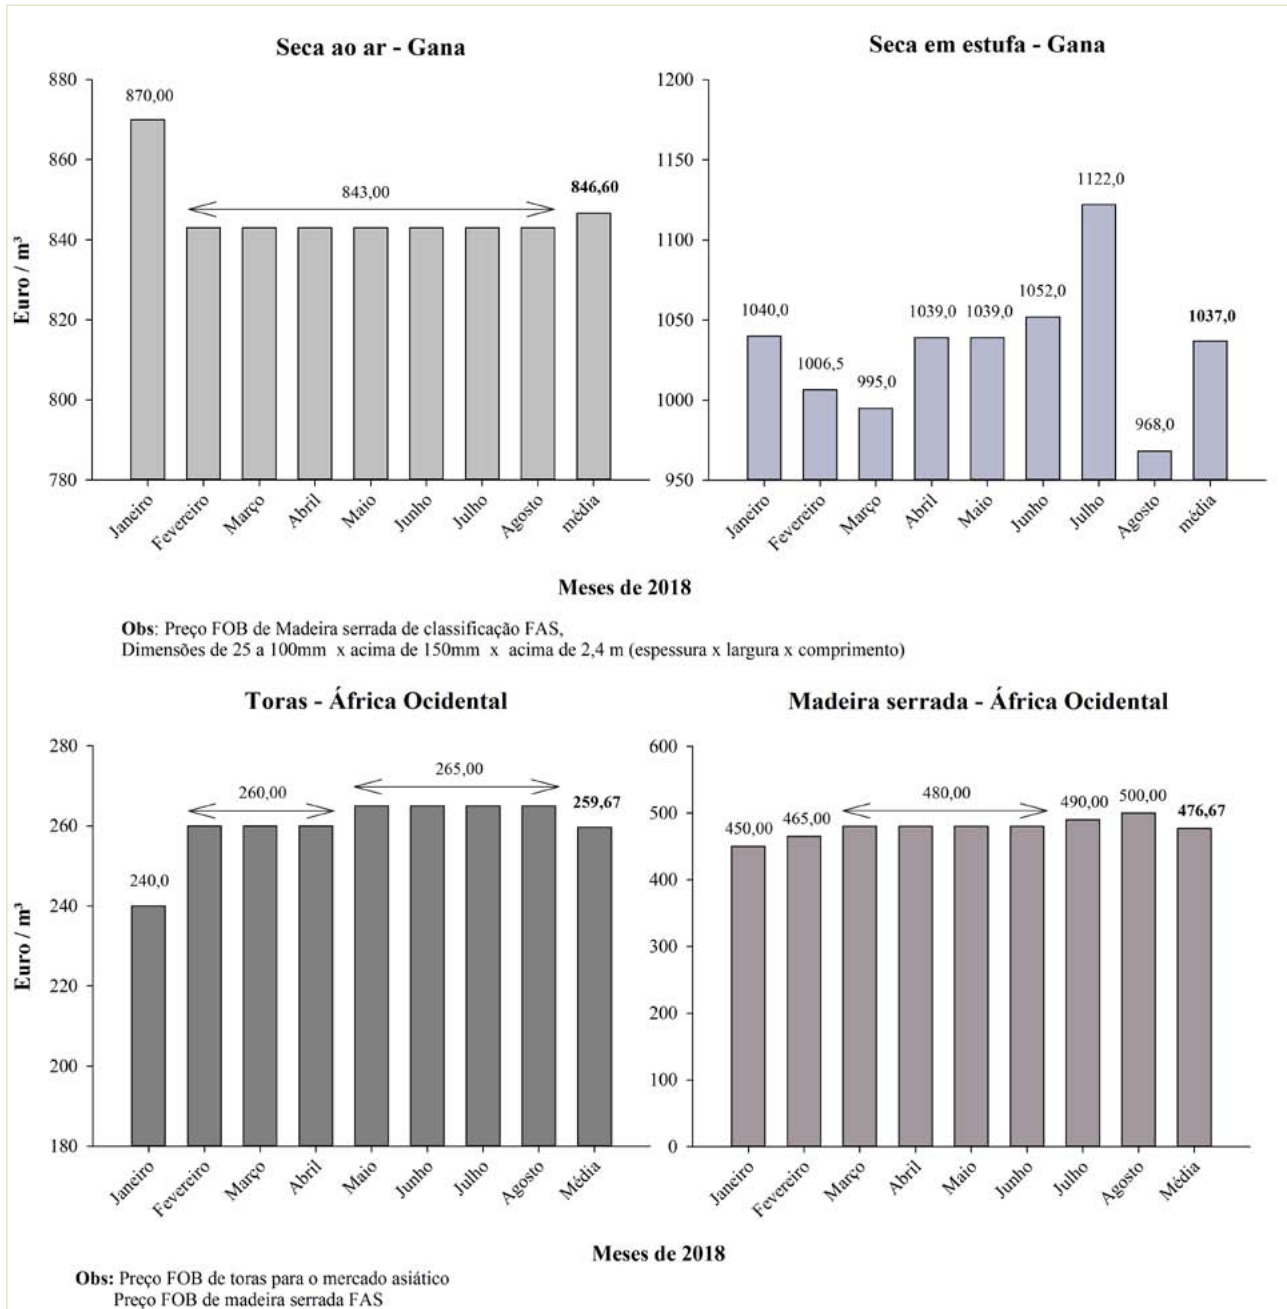 Seca ao ar - Gana
880
860
840
820
800
780
Euro / m³
870,00
843,00
846,60
Janeiro
Fevereiro
Março
Abril
Maio
Junho
Julho
Agosto
média
Seca em estufa - Gana
1200
1150
1100
1050
1000
950
1040,0
1006,5
995,0
1039,0
1039,0
1052,0
1122,0
968,0
1037,0
Janeiro
Fevereiro
Março
Abril
Maio
Junho
Julho
Agosto
média
Meses de 2018
Obs: Preço FOB de Madeira serrada de classificação FAS,
Dimensões de 25 a 100mm x acima de 150mm x acima de 2,4 m (espessura x largura x comprimento)
Toras - África Ocidental
280
260
240
220
200
180
Euro / m³
240,0
260,00
265,00
259,67
Janeiro
Fevereiro
Março
Abril
Maio
Junho
Julho
Agosto
Média
Madeira serrada - África Ocidental
600
500
400
300
200
100
0
450,00
465,00
480,00
490,00
500,00
476,67
Janeiro
Fevereiro
Março
Abril
Maio
Junho
Julho
Agosto
Média
Meses de 2018
Obs: Preço FOB de toras para o mercado asiático
Preço FOB de madeira serrada FAS